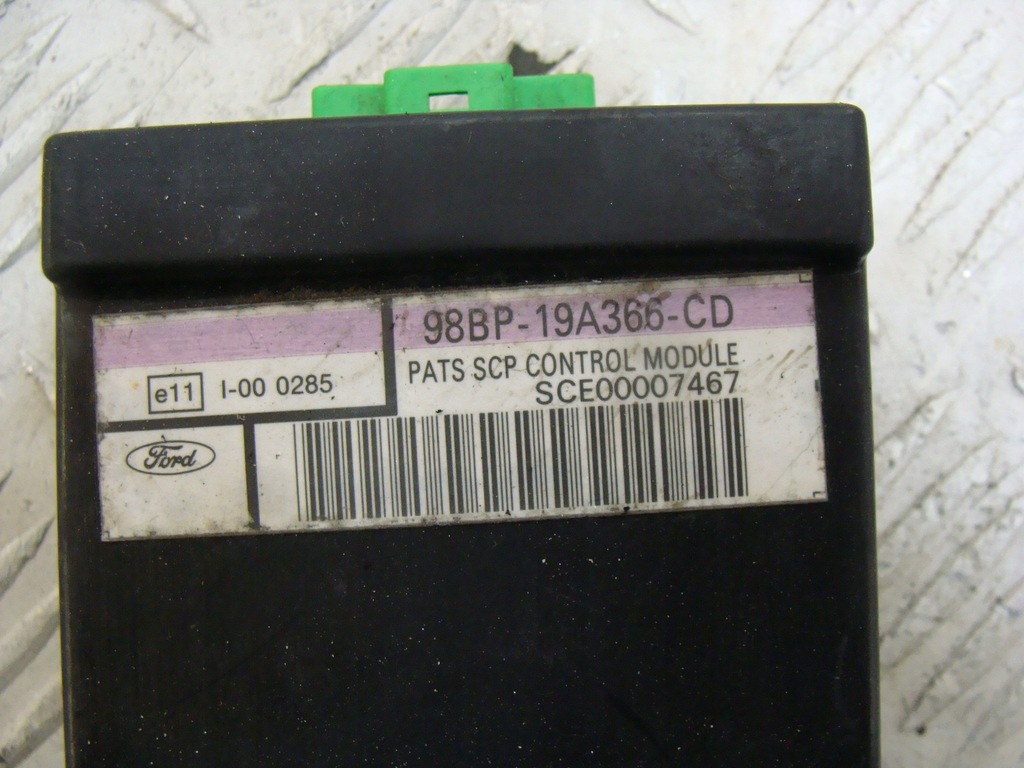 98BP-19A366-CD
PATS SCP CONTROL MODULE
SCE00007467
e11 I-00 0285
Ford